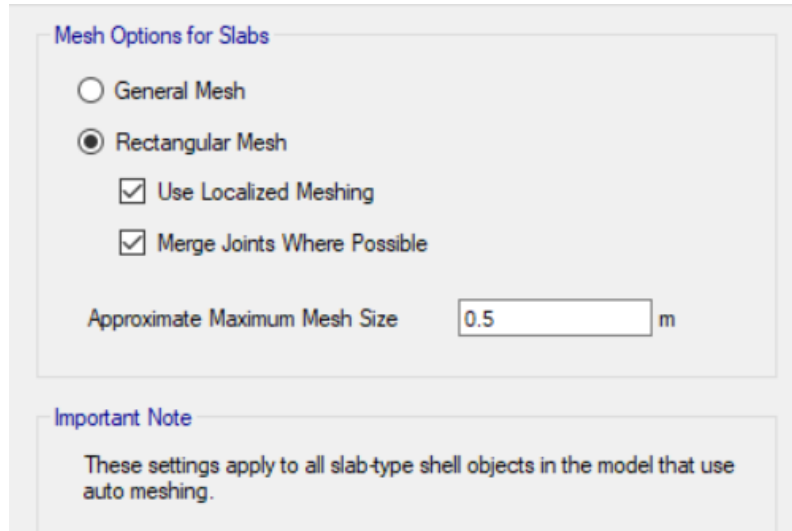 Mesh Options for Slabs
General Mesh
Rectangular Mesh
Use Localized Meshing
Merge Joints Where Possible
Approximate Maximum Mesh Size 0.5 m
Important Note
These settings apply to all slab-type shell objects in the model that use
auto meshing.